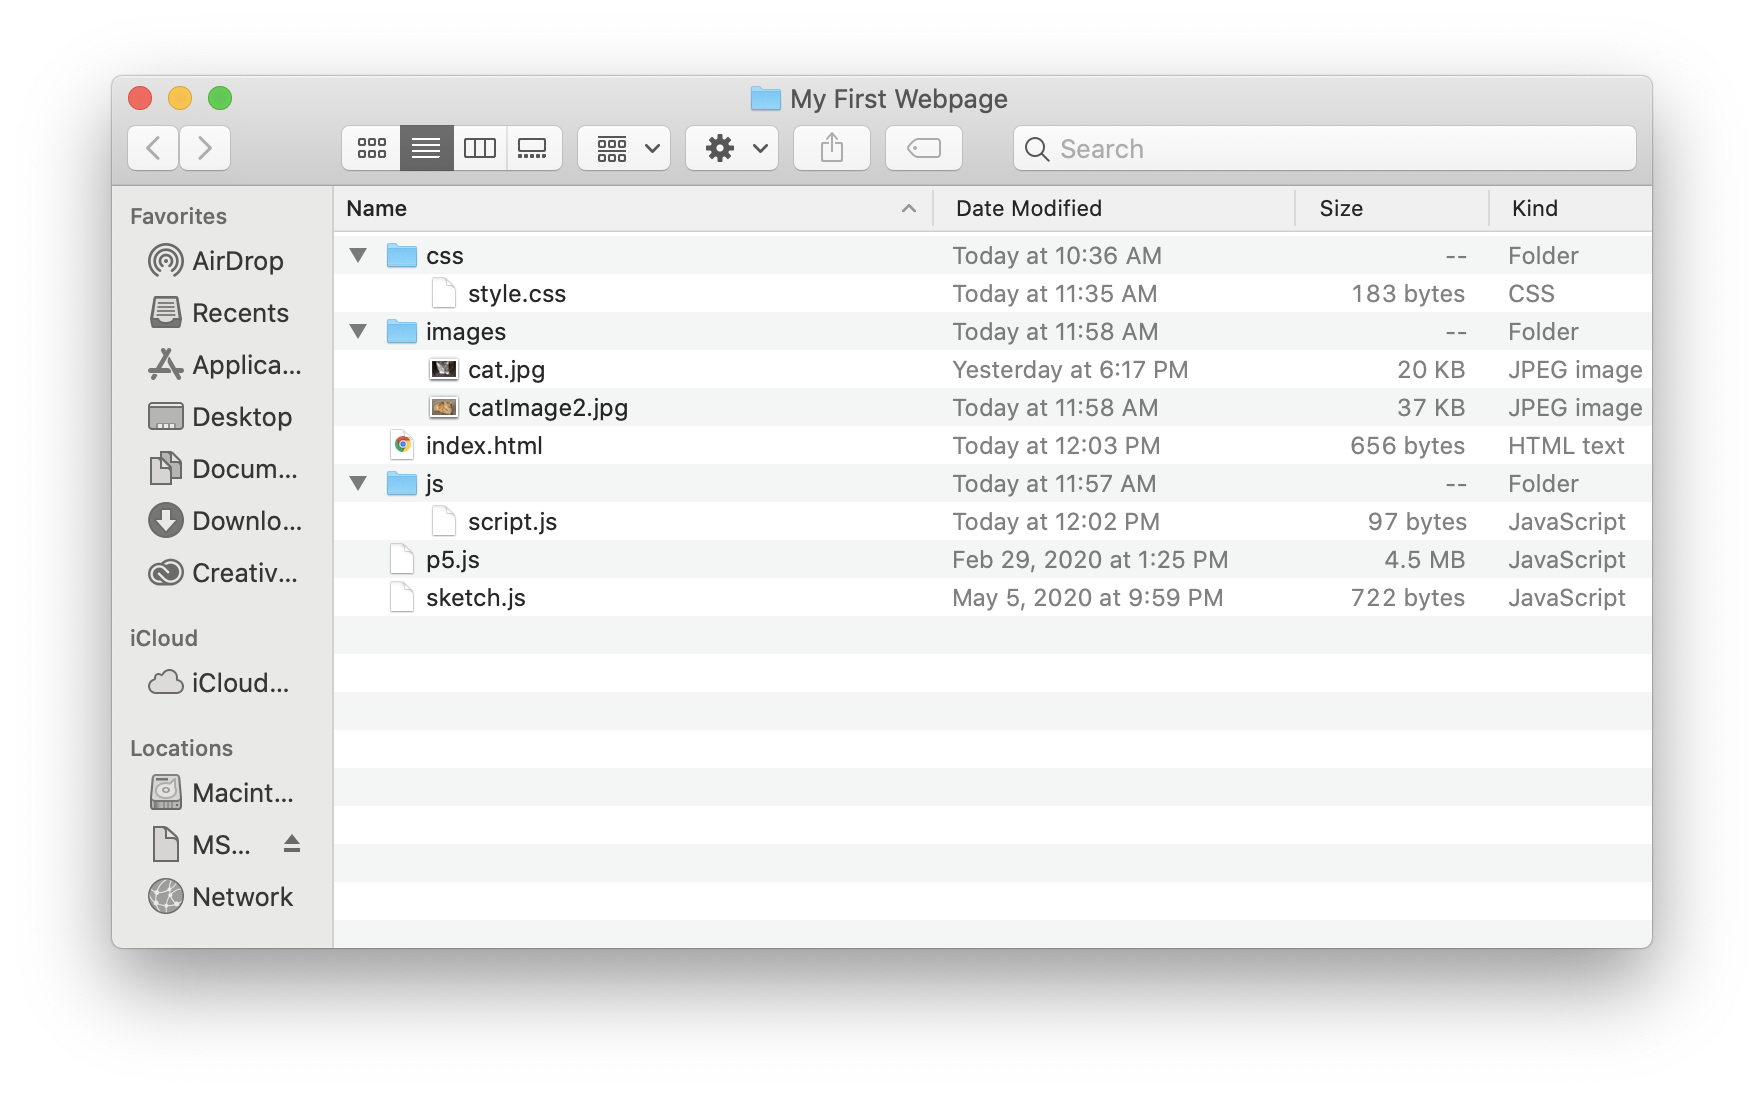 My First Webpage
Search
Favorites
AirDrop
Recents
Applica...
Desktop
Docum...
Downlo...
Creativ...
iCloud
iCloud...
Locations
Macint...
MS...
Network
Name Date Modified Size Kind
css Today at 10:36 AM -- Folder
style.css Today at 11:35 AM 183 bytes CSS
images Today at 11:58 AM -- Folder
cat.jpg Yesterday at 6:17 PM 20 KB JPEG image
catImage2.jpg Today at 11:58 AM 37 KB JPEG image
index.html Today at 12:03 PM 656 bytes HTML text
js Today at 11:57 AM -- Folder
script.js Today at 12:02 PM 97 bytes JavaScript
p5.js Feb 29, 2020 at 1:25 PM 4.5 MB JavaScript
sketch.js May 5, 2020 at 9:59 PM 722 bytes JavaScript